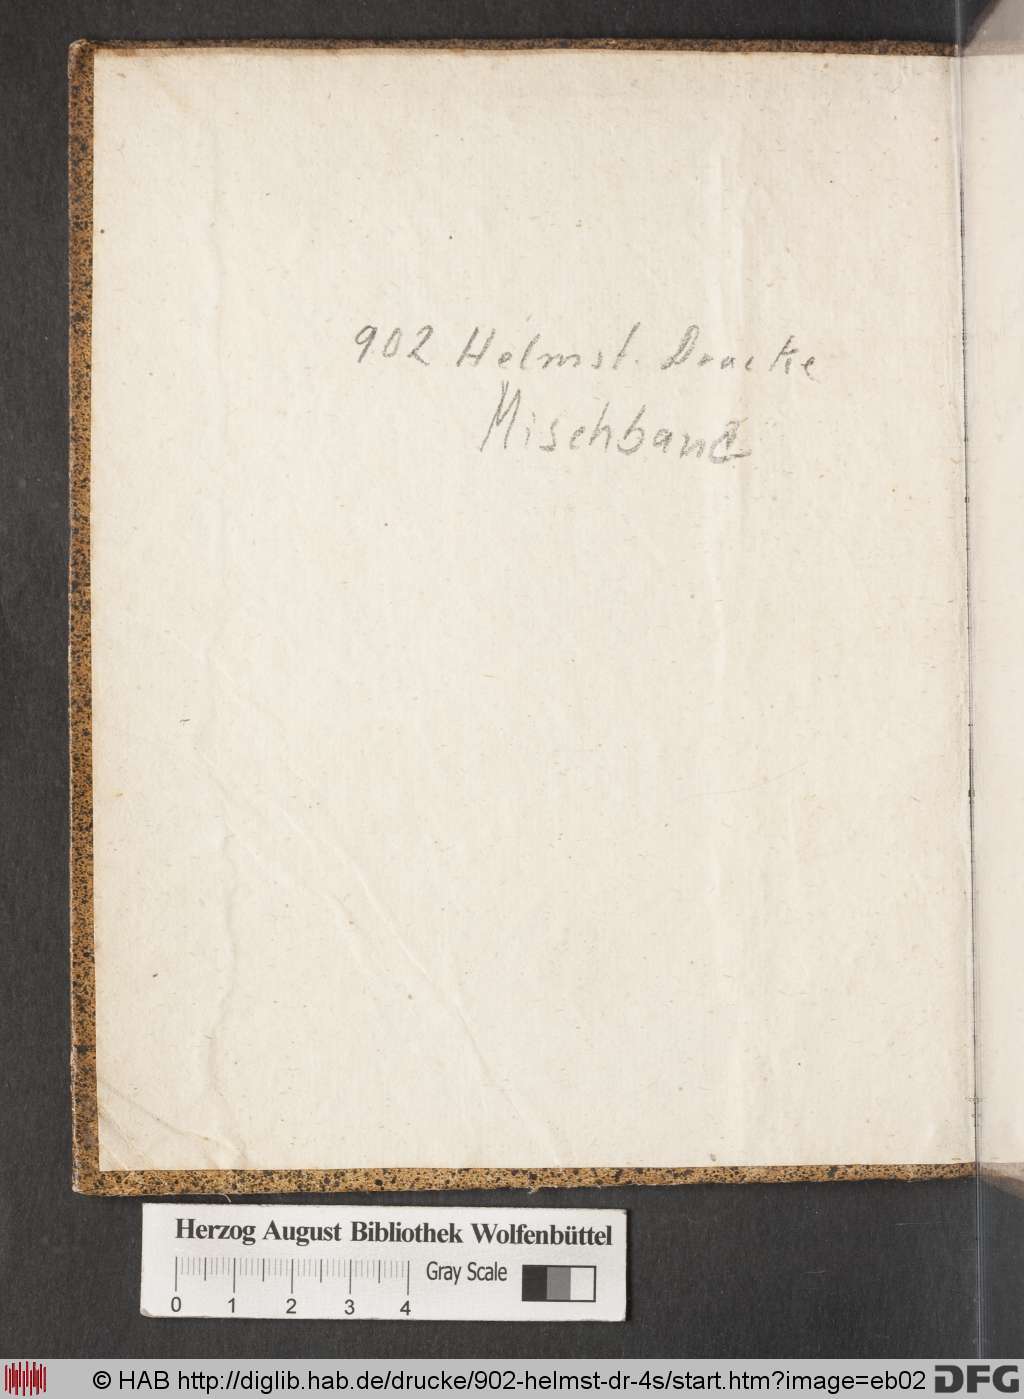 902 Helmst. Drucke
Mischband
Herzog August Bibliothek Wolfenbüttel
Gray Scale
0 1 2 3 4
© HAB http://diglib.hab.de/drucke/902-helmst-dr-4s/start.htm?image=eb02
DFG